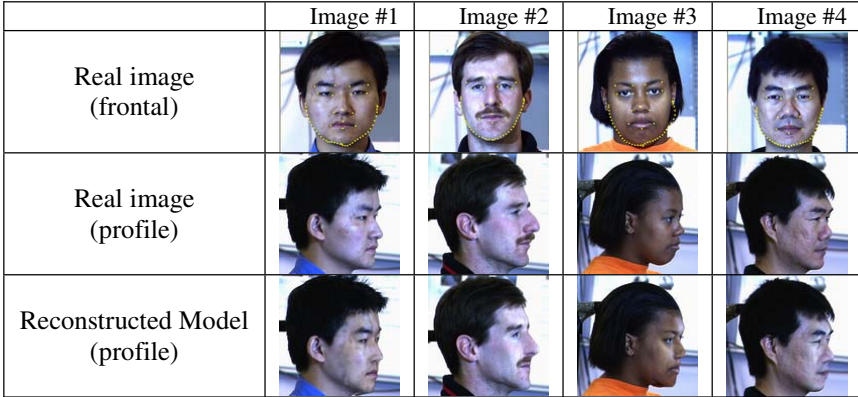 Image #1 Image #2 Image #3 Image #4
Real image
(frontal)
Real image
(profile)
Reconstructed Model
(profile)